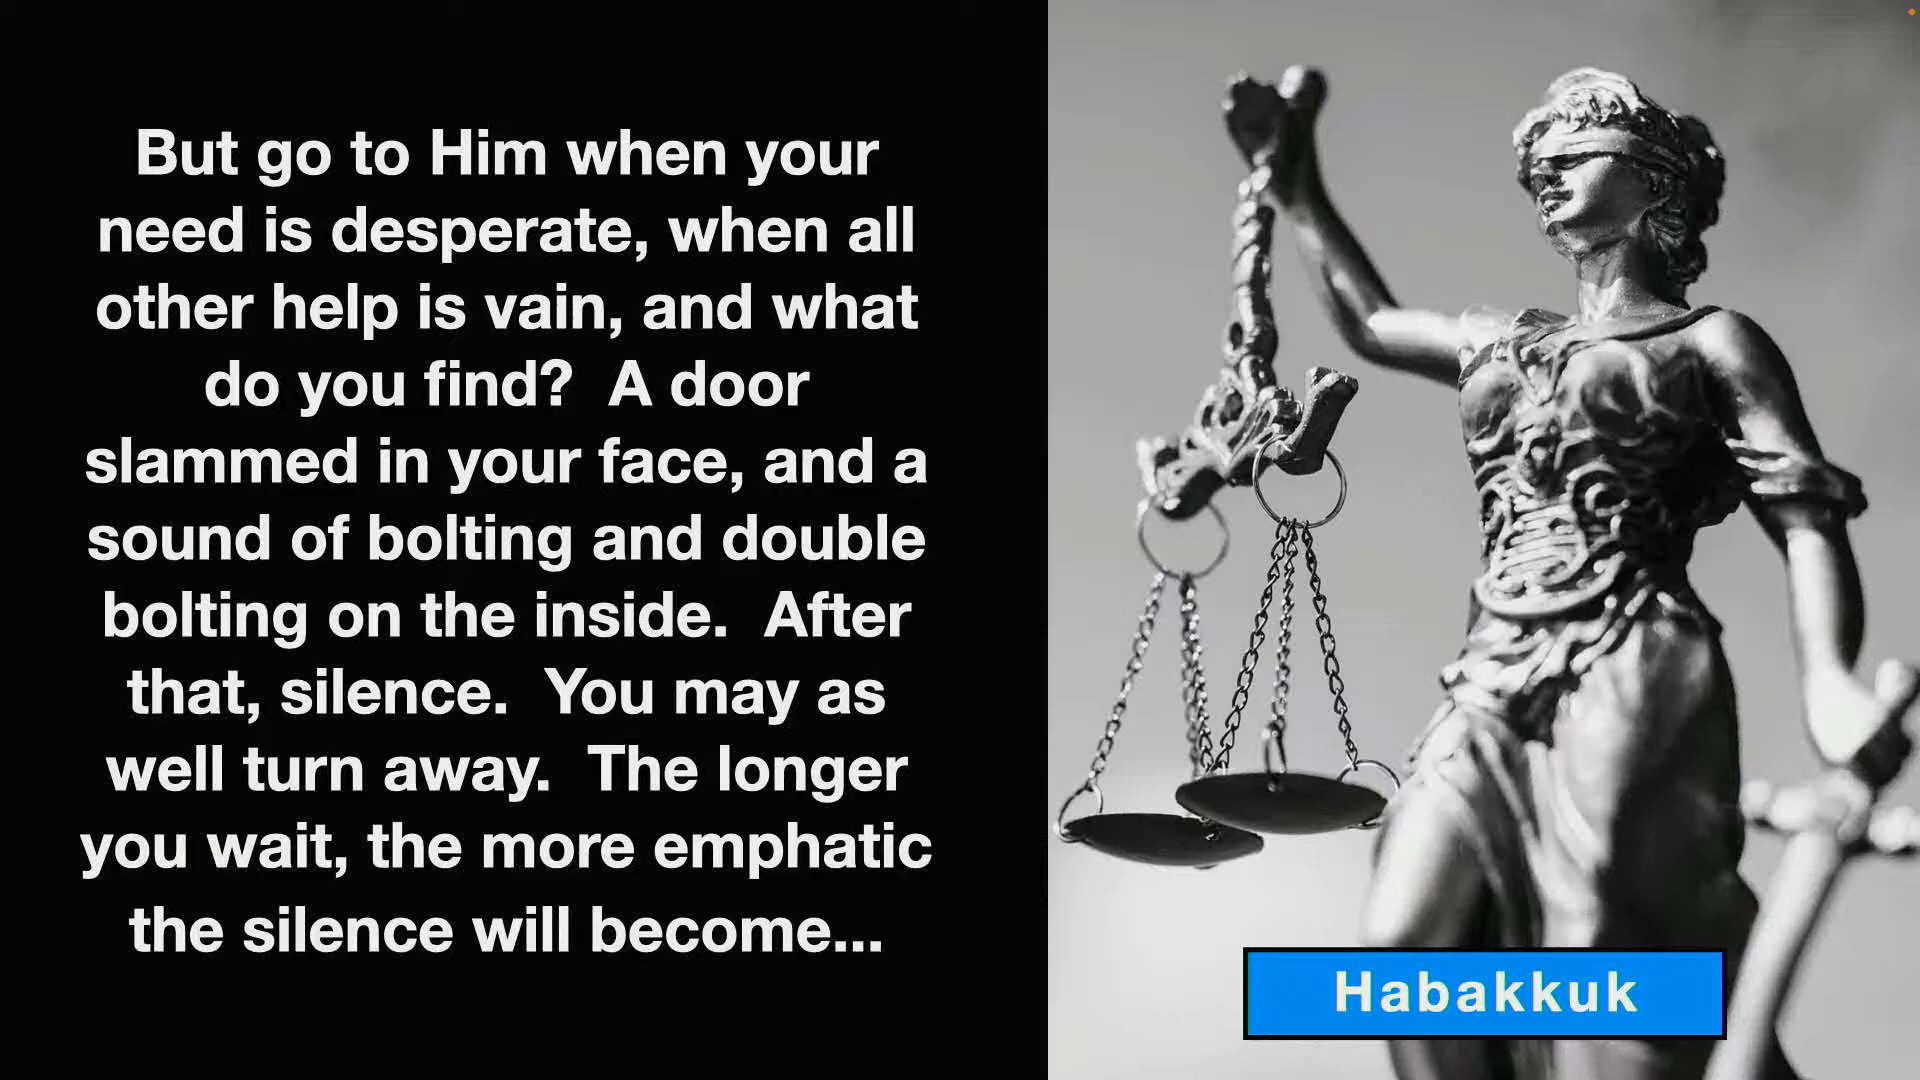 But go to Him when your
need is desperate, when all
other help is vain, and what
do you find?  A door
slammed in your face, and a
sound of bolting and double
bolting on the inside.  After
that, silence.  You may as
well turn away.  The longer
you wait, the more emphatic
the silence will become...
Habakkuk